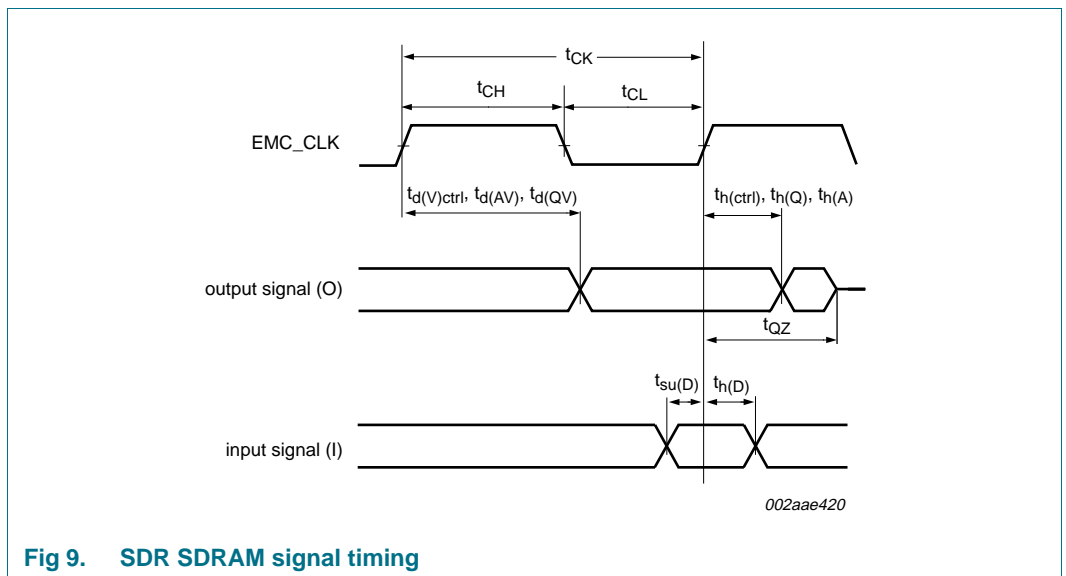 tCK
tCH
tCL
EMC_CLK
td(V)ctrl, td(AV), td(QV)
th(ctrl), th(Q), th(A)
output signal (O)
tQZ
tsu(D)
th(D)
input signal (I)
002aae420
Fig 9. SDR SDRAM signal timing